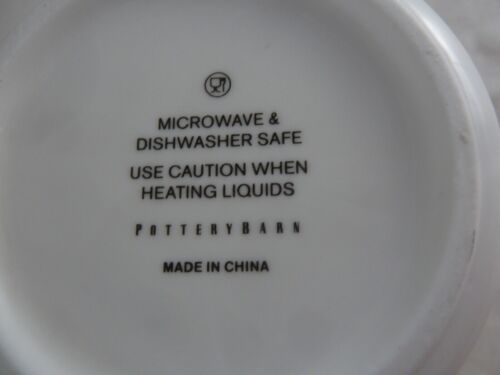 MICROWAVE &
DISHWASHER SAFE
USE CAUTION WHEN
HEATING LIQUIDS
POTTERYBARN
MADE IN CHINA